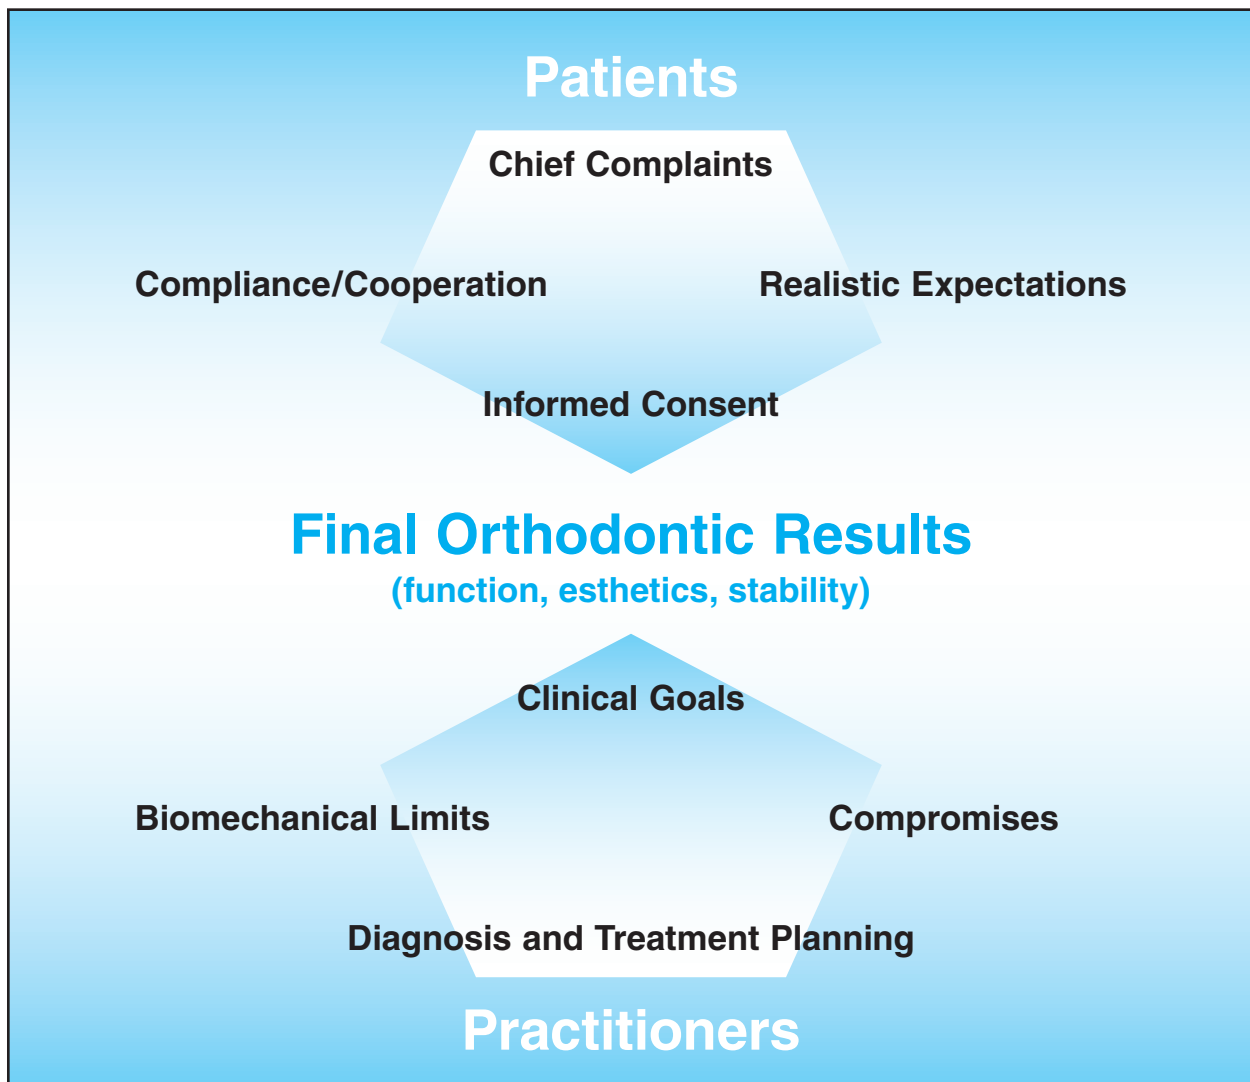 Patients
Chief Complaints
Compliance/Cooperation
Realistic Expectations
Informed Consent
Final Orthodontic Results
(function, esthetics, stability)
Clinical Goals
Biomechanical Limits
Compromises
Diagnosis and Treatment Planning
Practitioners